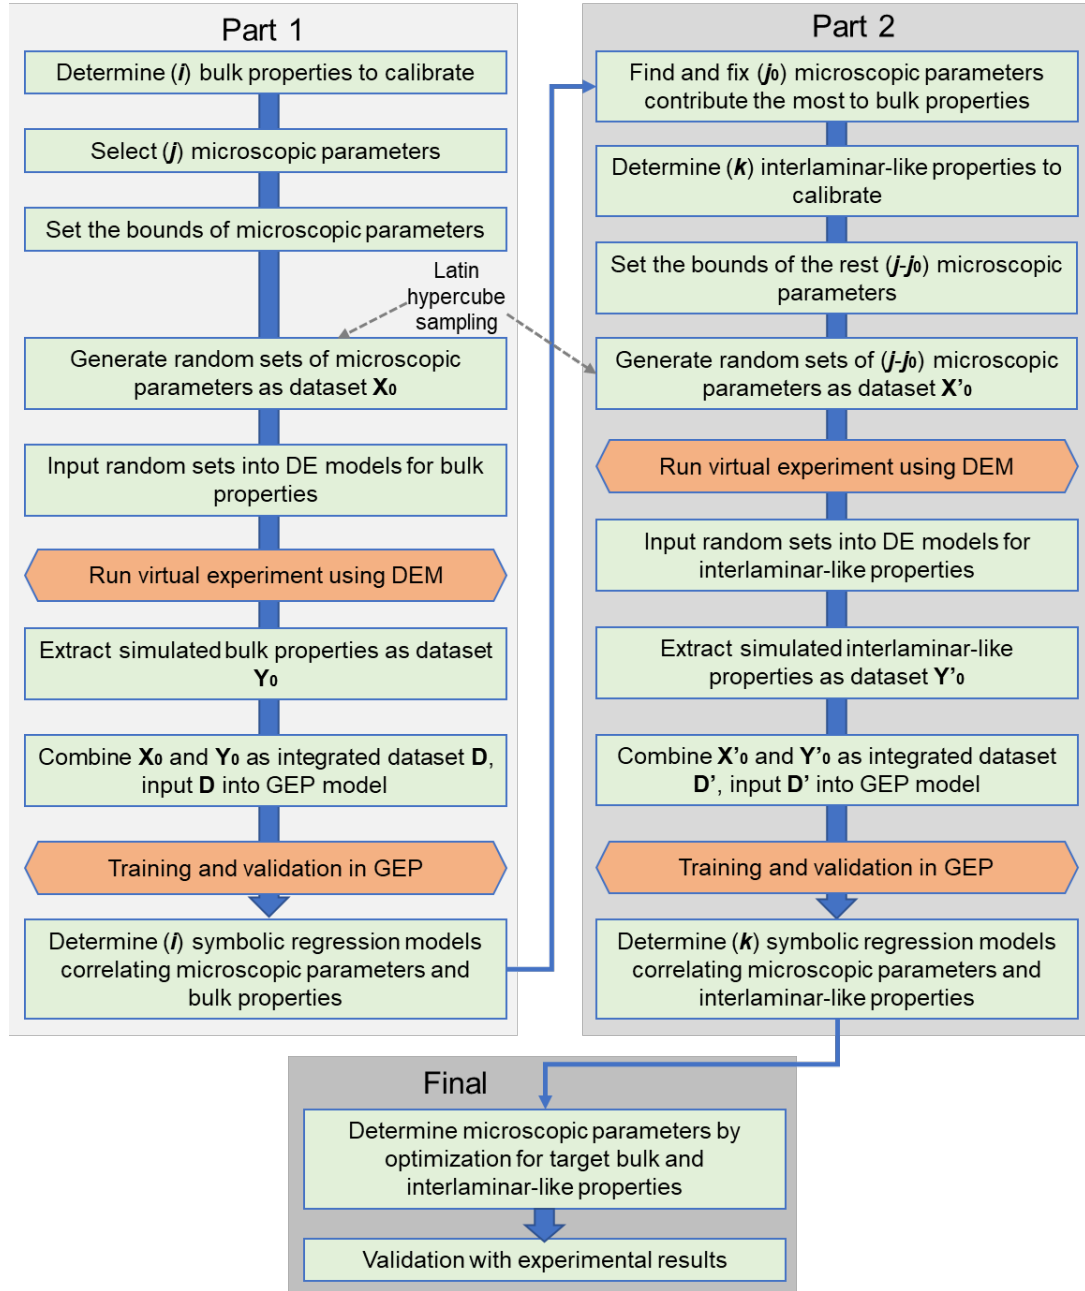 Part 1
Determine (i) bulk properties to calibrate
Select (j) microscopic parameters
Set the bounds of microscopic parameters
Latin
hypercube
sampling
Generate random sets of microscopic
parameters as dataset X₀
Input random sets into DE models for bulk
properties
Run virtual experiment using DEM
Extract simulated bulk properties as dataset
Y₀
Combine X₀ and Y₀ as integrated dataset D,
input D into GEP model
Training and validation in GEP
Determine (i) symbolic regression models
correlating microscopic parameters and
bulk properties
Part 2
Find and fix (j₀) microscopic parameters
contribute the most to bulk properties
Determine (k) interlaminar-like properties to
calibrate
Set the bounds of the rest (j-j₀) microscopic
parameters
Generate random sets of (j-j₀) microscopic
parameters as dataset X’₀
Run virtual experiment using DEM
Input random sets into DE models for
interlaminar-like properties
Extract simulated interlaminar-like
properties as dataset Y’₀
Combine X’₀ and Y’₀ as integrated dataset
D’, input D’ into GEP model
Training and validation in GEP
Determine (k) symbolic regression models
correlating microscopic parameters and
interlaminar-like properties
Final
Determine microscopic parameters by
optimization for target bulk and
interlaminar-like properties
Validation with experimental results